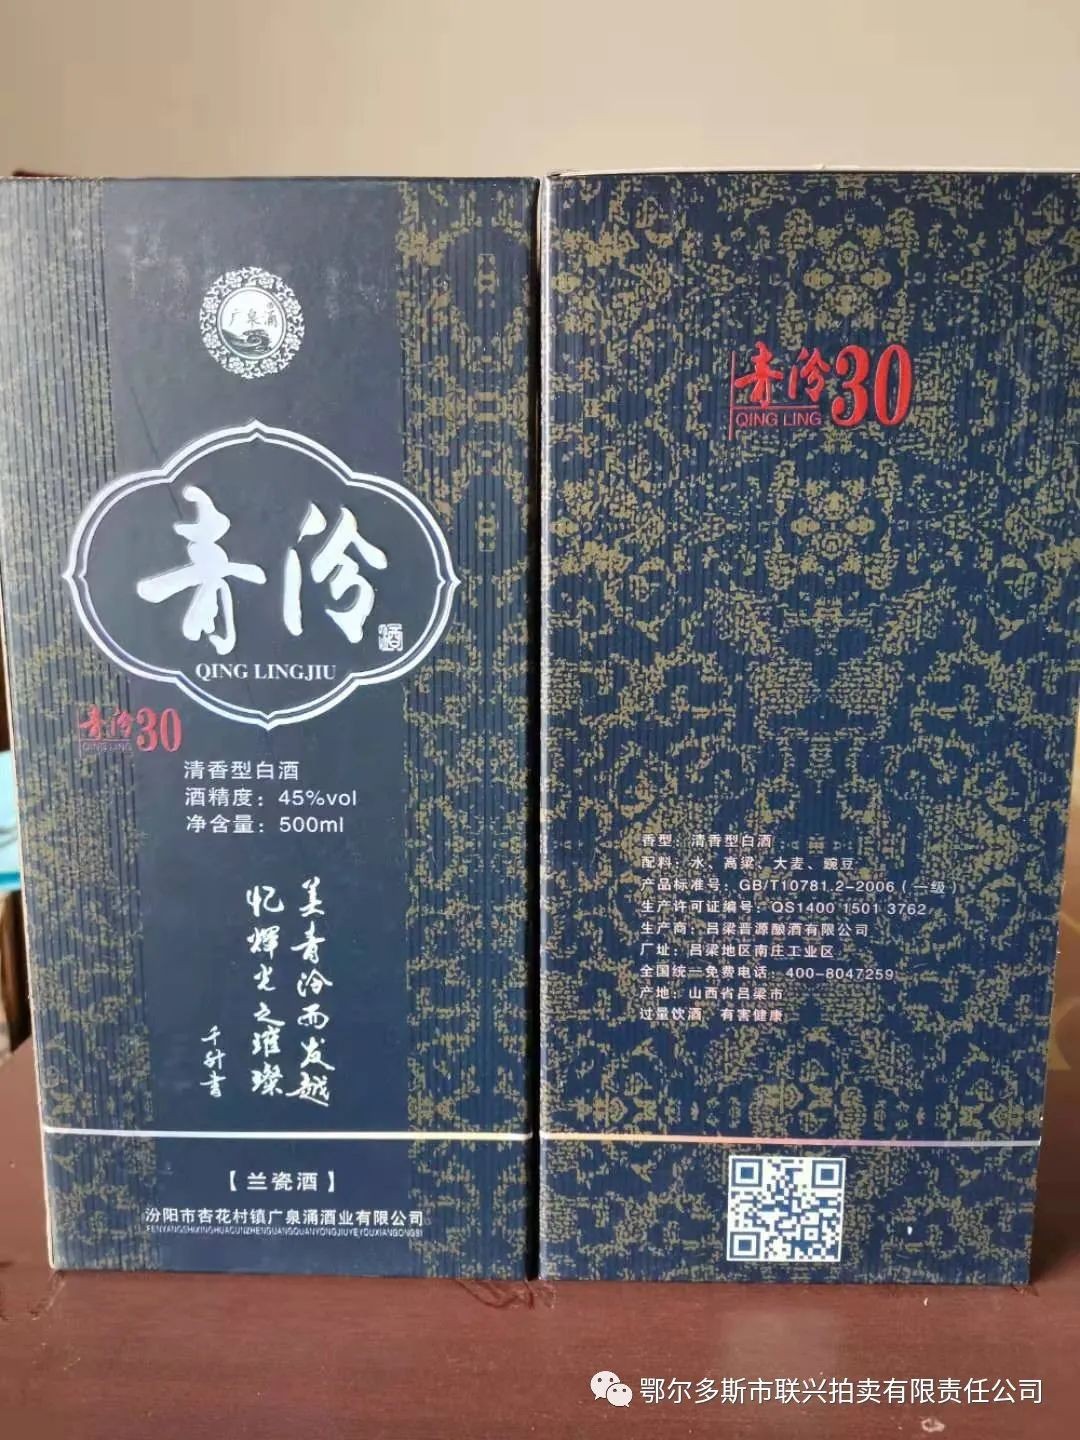 广泉涌
青泠
酒
QING LINGJIU
青泠30
QING LING
清香型白酒
酒精度：45%vol
净含量：500ml
美青泠而发越
忆辉光之璀璨
千升书
【兰瓷酒】
汾阳市杏花村镇广泉涌酒业有限公司
FENYANGSHIXINGHUACUNZHENGUANGQUANYONGJIUYEYOUXIANGONGSI
青泠30
QING LING
香型：清香型白酒
配料：水、高粱、大麦、豌豆
产品标准号：GB/T10781.2-2006（一级）
生产许可证编号：QS1400 1501 3762
生产商：吕梁晋源酿酒有限公司
厂址：吕梁地区南庄工业区
全国统一免费电话：400-8047259
产地：山西省吕梁市
过量饮酒 有害健康
鄂尔多斯市联兴拍卖有限责任公司